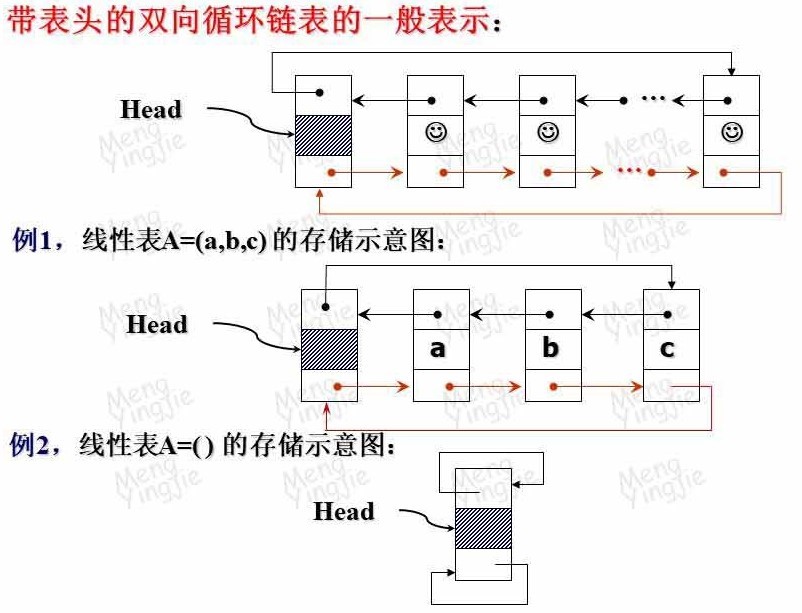 带表头的双向循环链表的一般表示：
Head
例1，线性表A=(a,b,c) 的存储示意图：
Head
a b c
例2，线性表A=( ) 的存储示意图：
Head
Meng YingJie